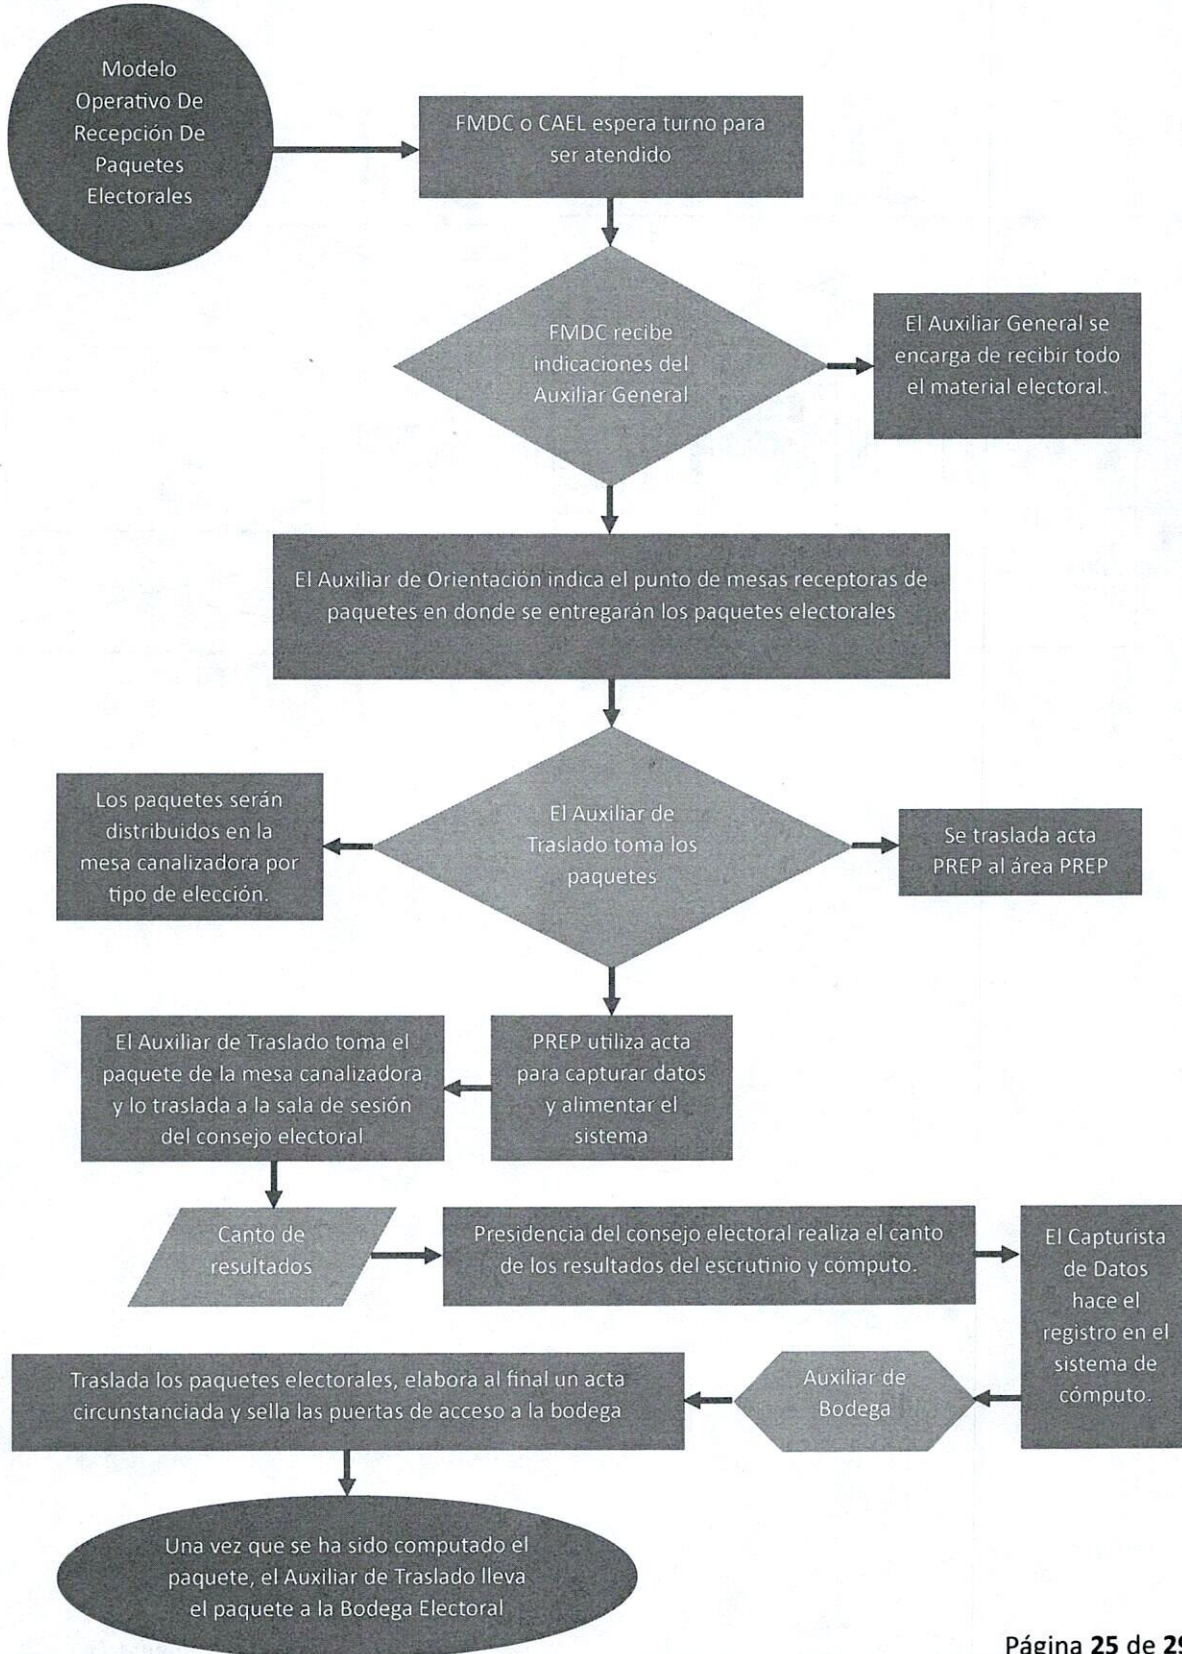 Modelo
Operativo De
Recepción De
Paquetes
Electorales
FMDC o CAEL espera turno para
ser atendido
FMDC recibe
indicaciones del
Auxiliar General
El Auxiliar General se
encarga de recibir todo
el material electoral.
El Auxiliar de Orientación indica el punto de mesas receptoras de
paquetes en donde se entregarán los paquetes electorales
Los paquetes serán
distribuidos en la
mesa canalizadora por
tipo de elección.
El Auxiliar de
Traslado toma los
paquetes
Se traslada acta
PREP al área PREP
El Auxiliar de Traslado toma el
paquete de la mesa canalizadora
y lo traslada a la sala de sesión
del consejo electoral
PREP utiliza acta
para capturar datos
y alimentar el
sistema
Canto de
resultados
Presidencia del consejo electoral realiza el canto
de los resultados del escrutinio y cómputo.
El Capturista
de Datos
hace el
registro en el
sistema de
cómputo.
Auxiliar de
Bodega
Traslada los paquetes electorales, elabora al final un acta
circunstanciada y sella las puertas de acceso a la bodega
Una vez que se ha sido computado el
paquete, el Auxiliar de Traslado lleva
el paquete a la Bodega Electoral
Página 25 de 29